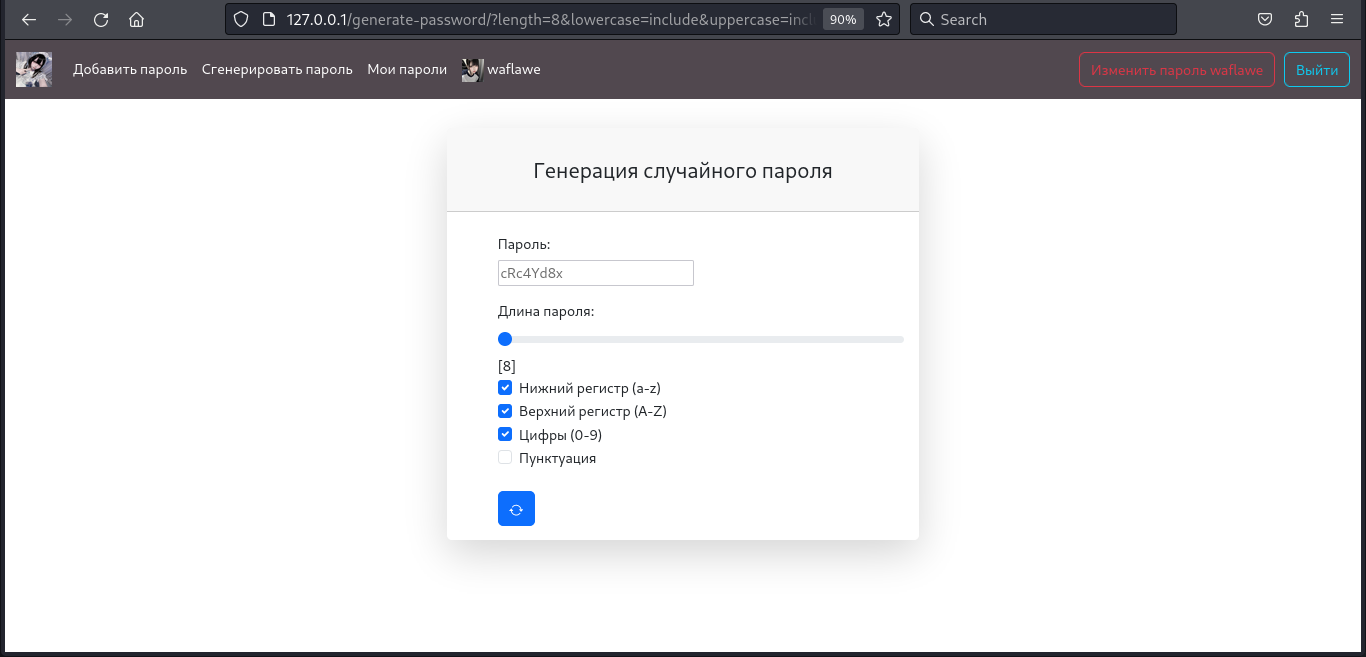 127.0.0.1/generate-password/?length=8&lowercase=include&uppercase=incl
90%
Search
Добавить пароль
Сгенерировать пароль
Мои пароли
waflawe
Изменить пароль waflawe
Выйти
Генерация случайного пароля
Пароль:
cRc4Yd8x
Длина пароля:
[8]
Нижний регистр (a-z)
Верхний регистр (A-Z)
Цифры (0-9)
Пунктуация